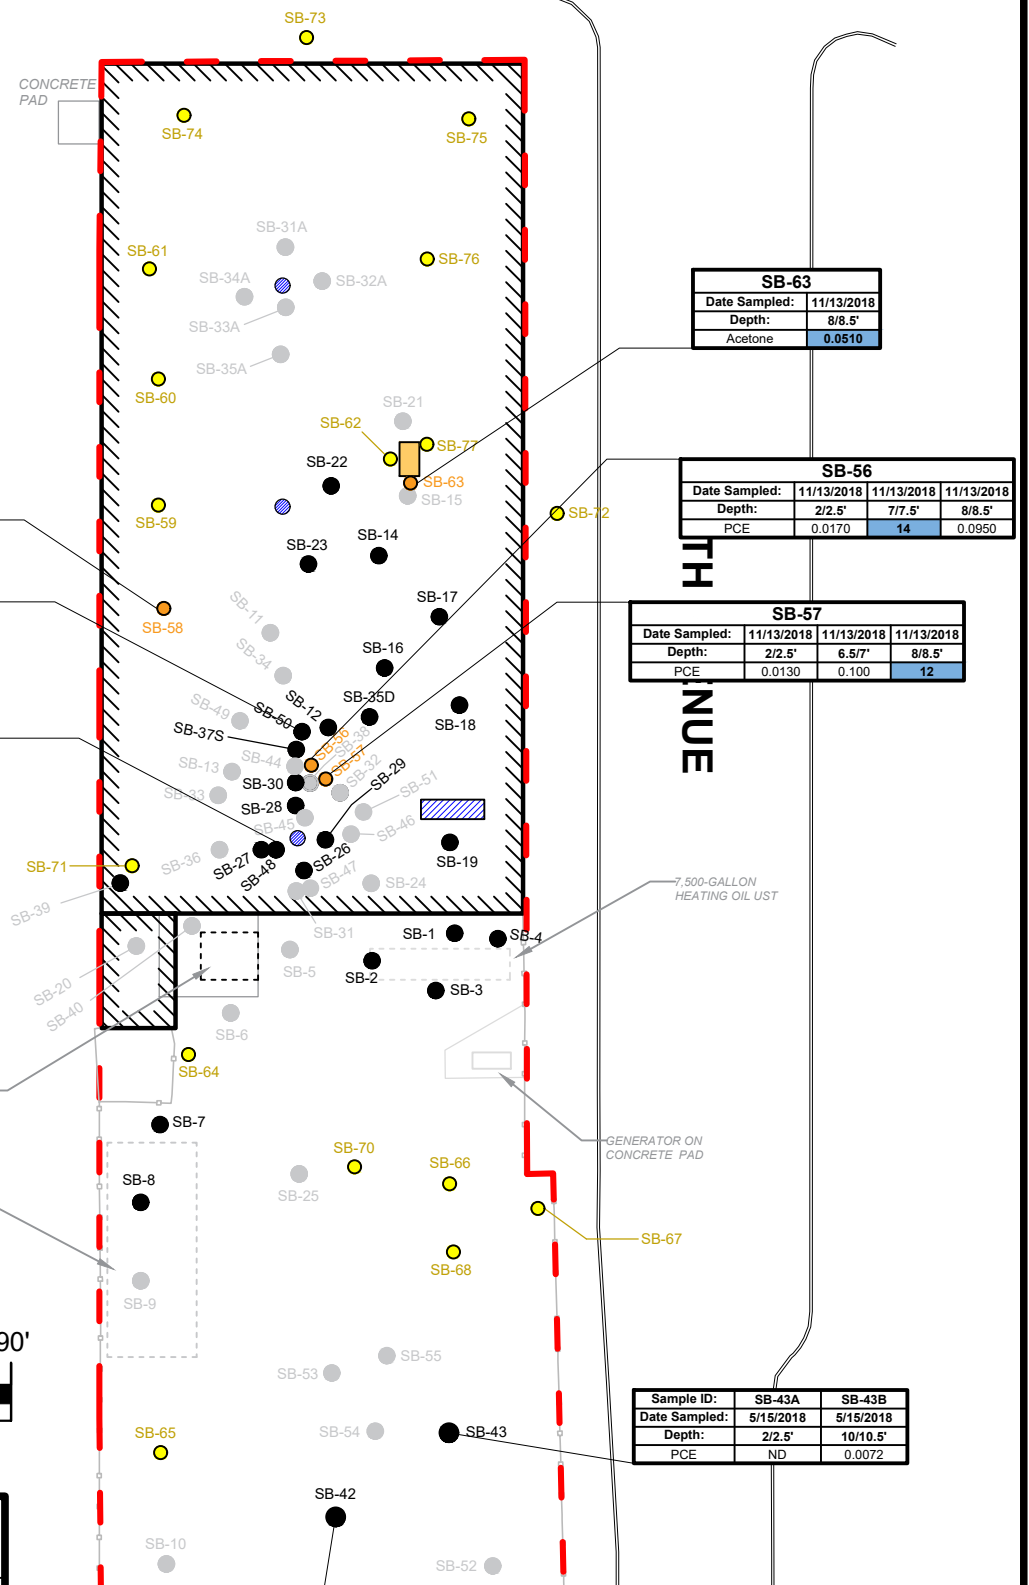 SB-73
CONCRETE
PAD
SB-74
SB-75
SB-31A
SB-61
SB-76
SB-34A
SB-32A
SB-33A
SB-35A
SB-60
SB-63
Date Sampled: 11/13/2018
Depth: 8/8.5'
Acetone 0.0510
SB-21
SB-62
SB-77
SB-22
SB-63
SB-15
SB-59
SB-72
SB-56
Date Sampled: 11/13/2018 11/13/2018 11/13/2018
Depth: 2/2.5' 7/7.5' 8/8.5'
PCE 0.0170 14 0.0950
SB-14
SB-23
TH
SB-17
SB-58
SB-11
SB-57
Date Sampled: 11/13/2018 11/13/2018 11/13/2018
Depth: 2/2.5' 6.5/7' 8/8.5'
PCE 0.0130 0.100 12
NUE
SB-16
SB-34
SB-35D
SB-12
SB-50
SB-49
SB-18
SB-37S
SB-56
SB-38
SB-44
SB-57
SB-13
SB-32
SB-29
SB-30
SB-51
SB-33
SB-28
SB-45
SB-46
SB-36
SB-27
SB-48
SB-26
SB-19
SB-71
SB-47
SB-24
SB-39
7,500-GALLON
HEATING OIL UST
SB-31
SB-1
SB-4
SB-5
SB-2
SB-20
SB-40
SB-3
SB-6
SB-64
SB-7
GENERATOR ON
CONCRETE PAD
SB-70
SB-66
SB-8
SB-25
SB-67
SB-68
SB-9
90'
SB-55
SB-53
SB-65
SB-54
SB-43
Sample ID: SB-43A SB-43B
Date Sampled: 5/15/2018 5/15/2018
Depth: 2/2.5' 10/10.5'
PCE ND 0.0072
SB-42
SB-10
SB-52